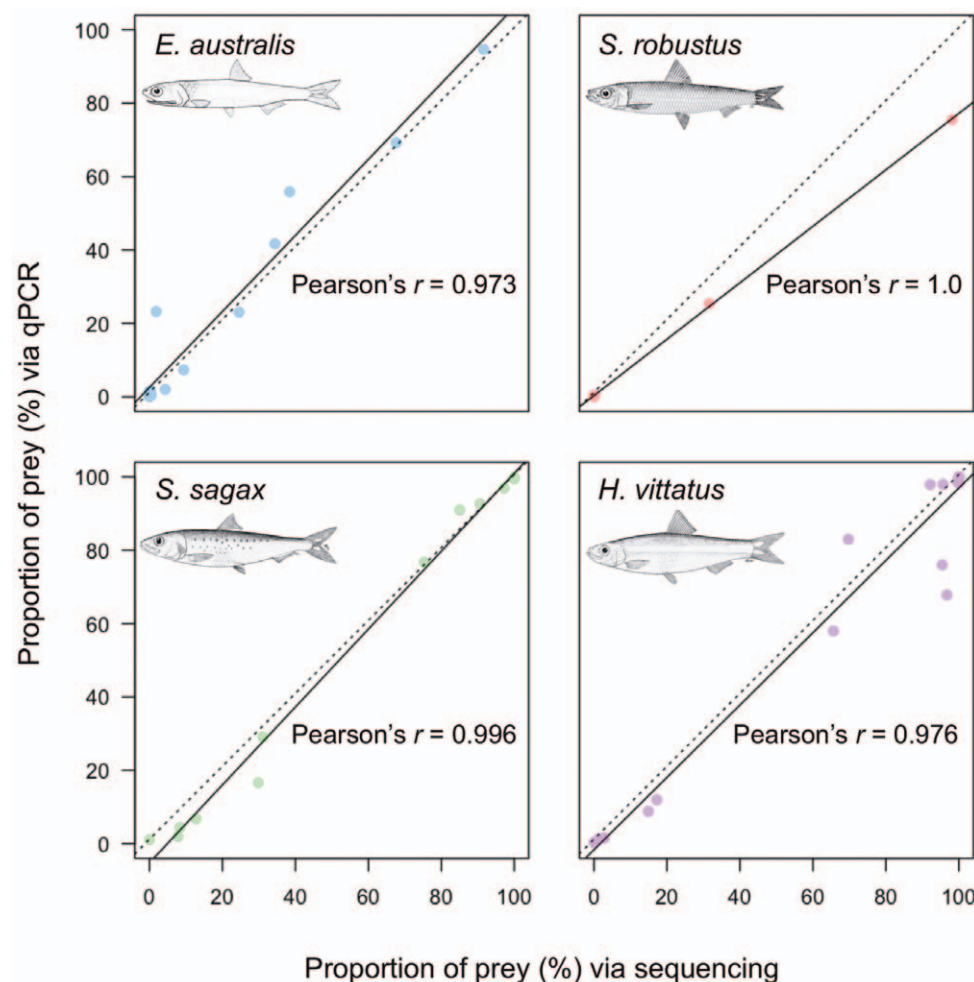 Proportion of prey (%) via qPCR
E. australis
100
80
60
40
20
0
Pearson's r = 0.973
S. robustus
Pearson's r = 1.0
S. sagax
100
80
60
40
20
0
Pearson's r = 0.996
0 20 40 60 80 100
H. vittatus
Pearson's r = 0.976
0 20 40 60 80 100
Proportion of prey (%) via sequencing